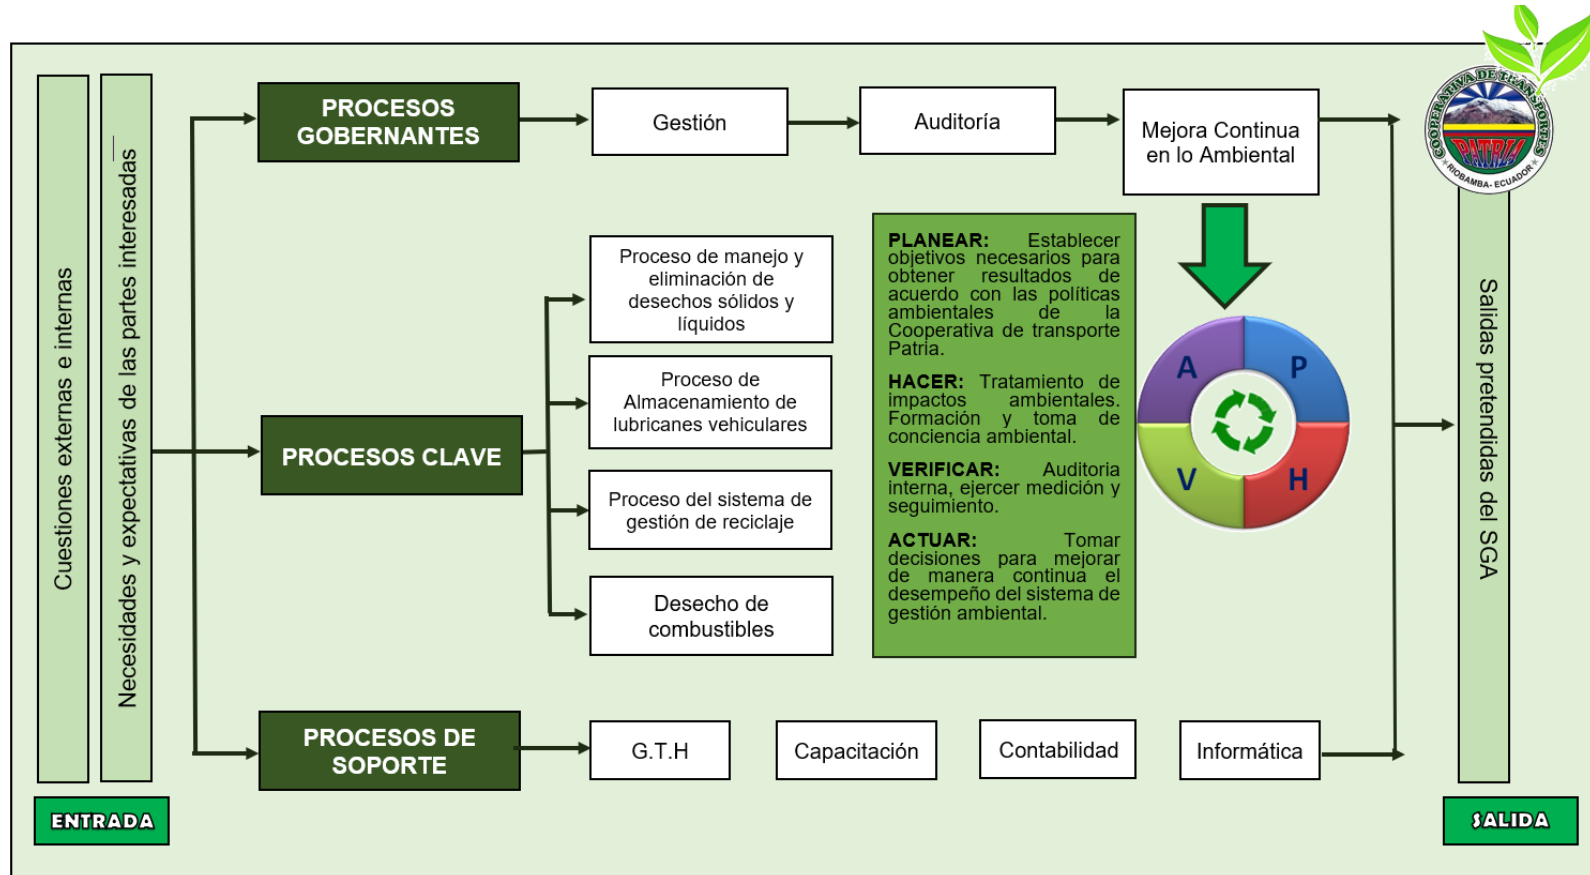 COOPERATIVA DE TRANSPORTES
PATRIA
RIOBAMBA- ECUADOR
Cuestiones externas e internas
Necesidades y expectativas de las partes interesadas
ENTRADA
PROCESOS
GOBERNANTES
Gestión
Auditoría
Mejora Continua
en lo Ambiental
PROCESOS CLAVE
Proceso de manejo y
eliminación de
desechos sólidos y
líquidos
Proceso de
Almacenamiento de
lubricanes vehiculares
Proceso del sistema de
gestión de reciclaje
Desecho de
combustibles
PLANEAR: Establecer
objetivos necesarios para
obtener resultados de
acuerdo con las políticas
ambientales de la
Cooperativa de transporte
Patria.
HACER: Tratamiento de
impactos ambientales.
Formación y toma de
conciencia ambiental.
VERIFICAR: Auditoria
interna, ejercer medición y
seguimiento.
ACTUAR: Tomar
decisiones para mejorar
de manera continua el
desempeño del sistema de
gestión ambiental.
A
P
V
H
PROCESOS DE
SOPORTE
G.T.H
Capacitación
Contabilidad
Informática
Salidas pretendidas del SGA
SALIDA